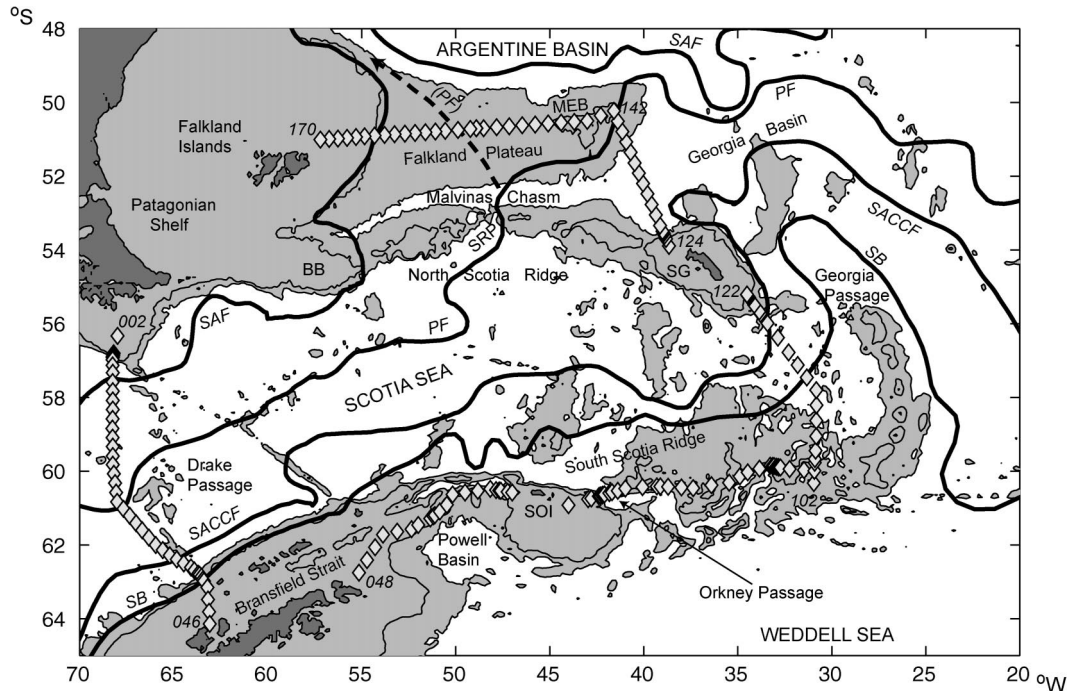 ºS
48
50
52
54
56
58
60
62
64
ARGENTINE BASIN
SAF
PF
(PF)
MEB
142
Georgia Basin
170
Falkland
Islands
Falkland Plateau
Patagonian
Shelf
Malvinas Chasm
SRP
124
SACCF
SB
BB
North Scotia Ridge
SG
122
Georgia
Passage
002
SAF
PF
SCOTIA SEA
South Scotia Ridge
Drake
Passage
SACCF
SOI
102
Powell
Basin
Orkney Passage
Bransfield Strait
048
SB
046
WEDDELL SEA
70 65 60 55 50 45 40 35 30 25 20 ºW